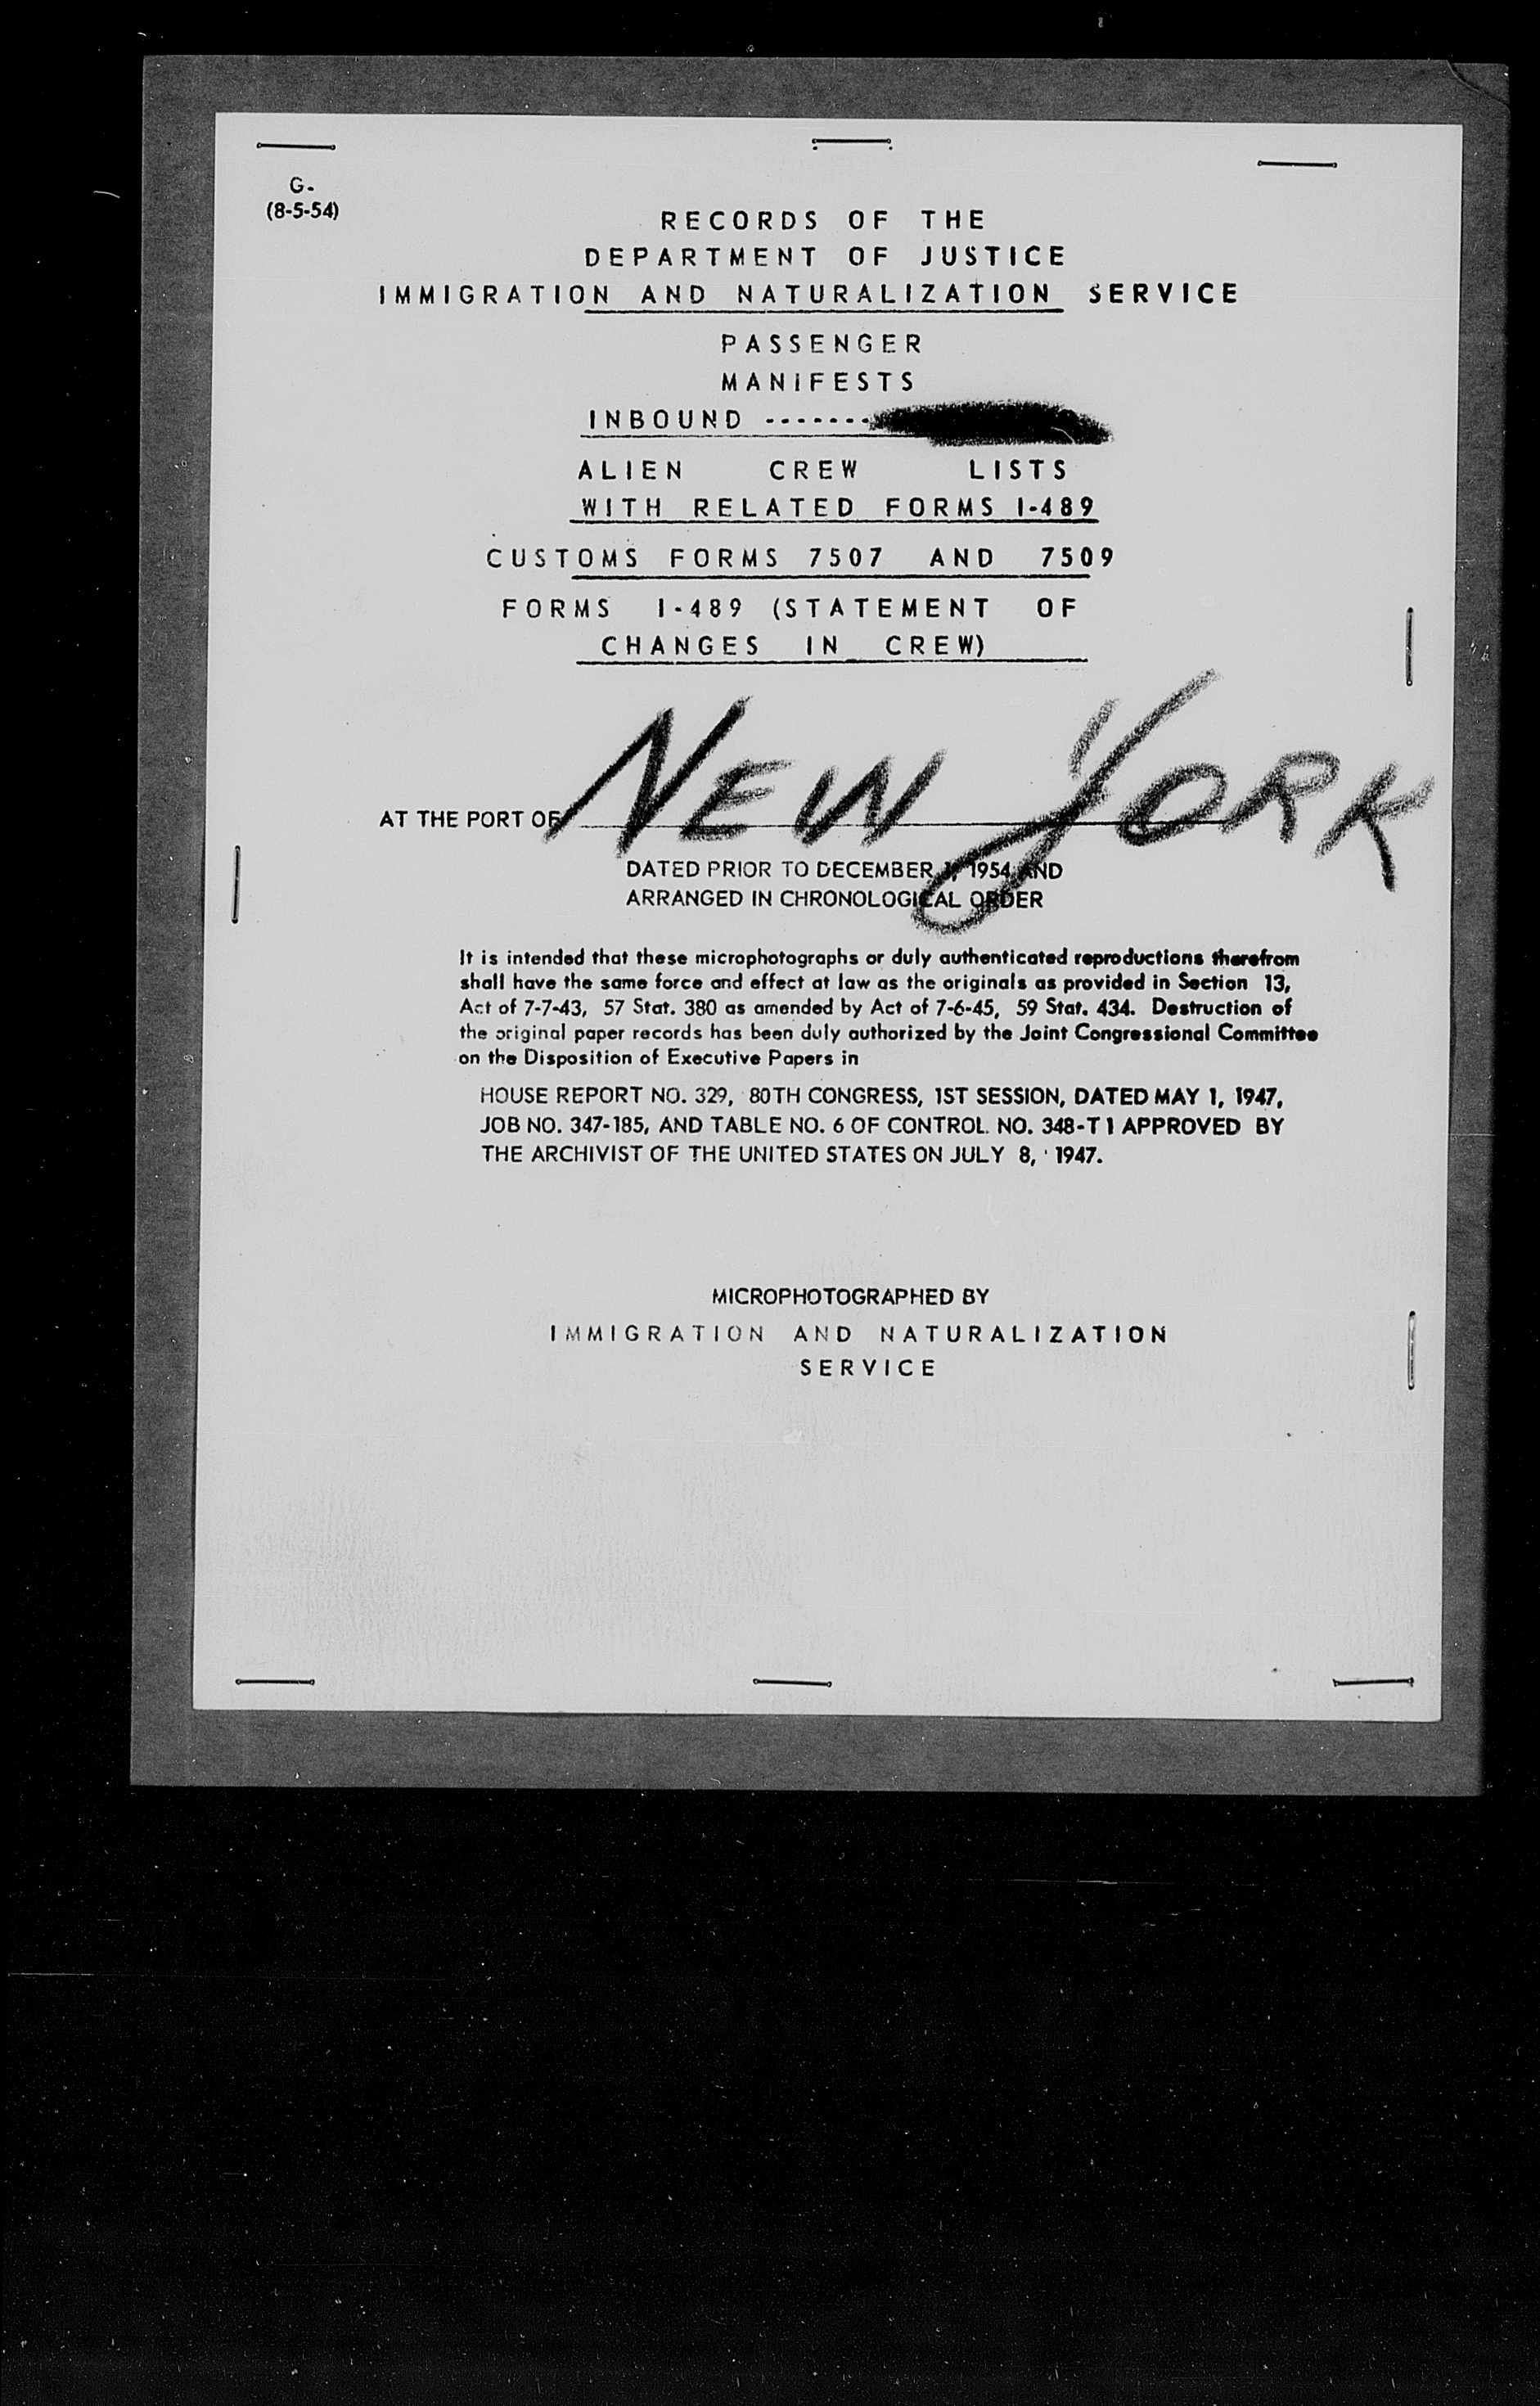 G-
(8-5-54)
RECORDS OF THE
DEPARTMENT OF JUSTICE
IMMIGRATION AND NATURALIZATION SERVICE
PASSENGER
MANIFESTS
INBOUND -------
ALIEN CREW LISTS
WITH RELATED FORMS I-489
CUSTOMS FORMS 7507 AND 7509
FORMS I-489 (STATEMENT OF
CHANGES IN CREW)
AT THE PORT OF NEW YORK
DATED PRIOR TO DECEMBER 1, 1954 AND
ARRANGED IN CHRONOLOGICAL ORDER
It is intended that these microphotographs or duly authenticated reproductions therefrom
shall have the same force and effect at law as the originals as provided in Section 13,
Act of 7-7-43, 57 Stat. 380 as amended by Act of 7-6-45, 59 Stat. 434. Destruction of
the original paper records has been duly authorized by the Joint Congressional Committee
on the Disposition of Executive Papers in
HOUSE REPORT NO. 329, 80TH CONGRESS, 1ST SESSION, DATED MAY 1, 1947,
JOB NO. 347-185, AND TABLE NO. 6 OF CONTROL NO. 348-T1 APPROVED BY
THE ARCHIVIST OF THE UNITED STATES ON JULY 8, 1947.
MICROPHOTOGRAPHED BY
IMMIGRATION AND NATURALIZATION
SERVICE